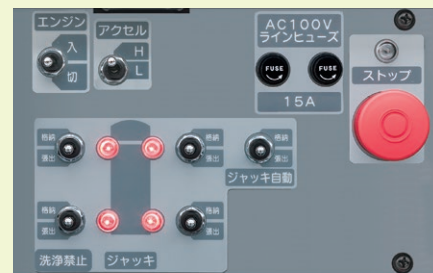 エンジン
入
切
アクセル
H
L
AC100V
ラインヒューズ
FUSE
FUSE
15A
ストップ
格納
張出
格納
張出
格納
張出
ジャッキ自動
格納
張出
格納
張出
洗浄禁止
ジャッキ